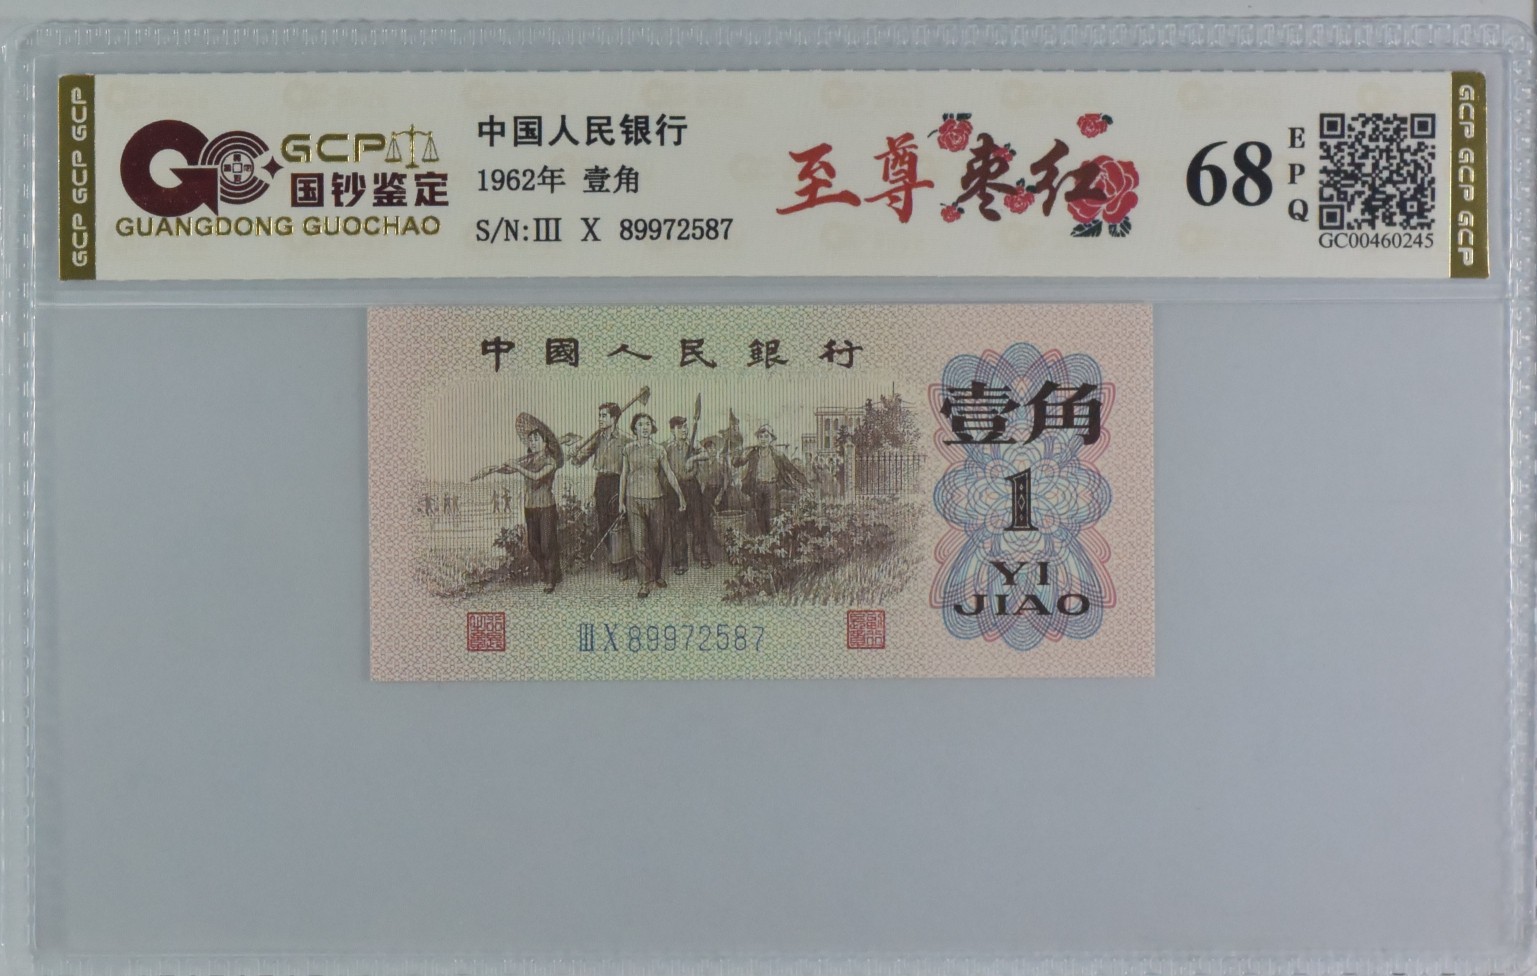 GCP GCP GCP
GCP
国钞鉴定
GUANGDONG GUOCHAO
中国人民银行
1962年 壹角
S/N:III X 89972587
至尊枣红
68
EPQ
GC00460245
GCP GCP GCP
中國人民銀行
壹角
1
YI
JIAO
III X 89972587